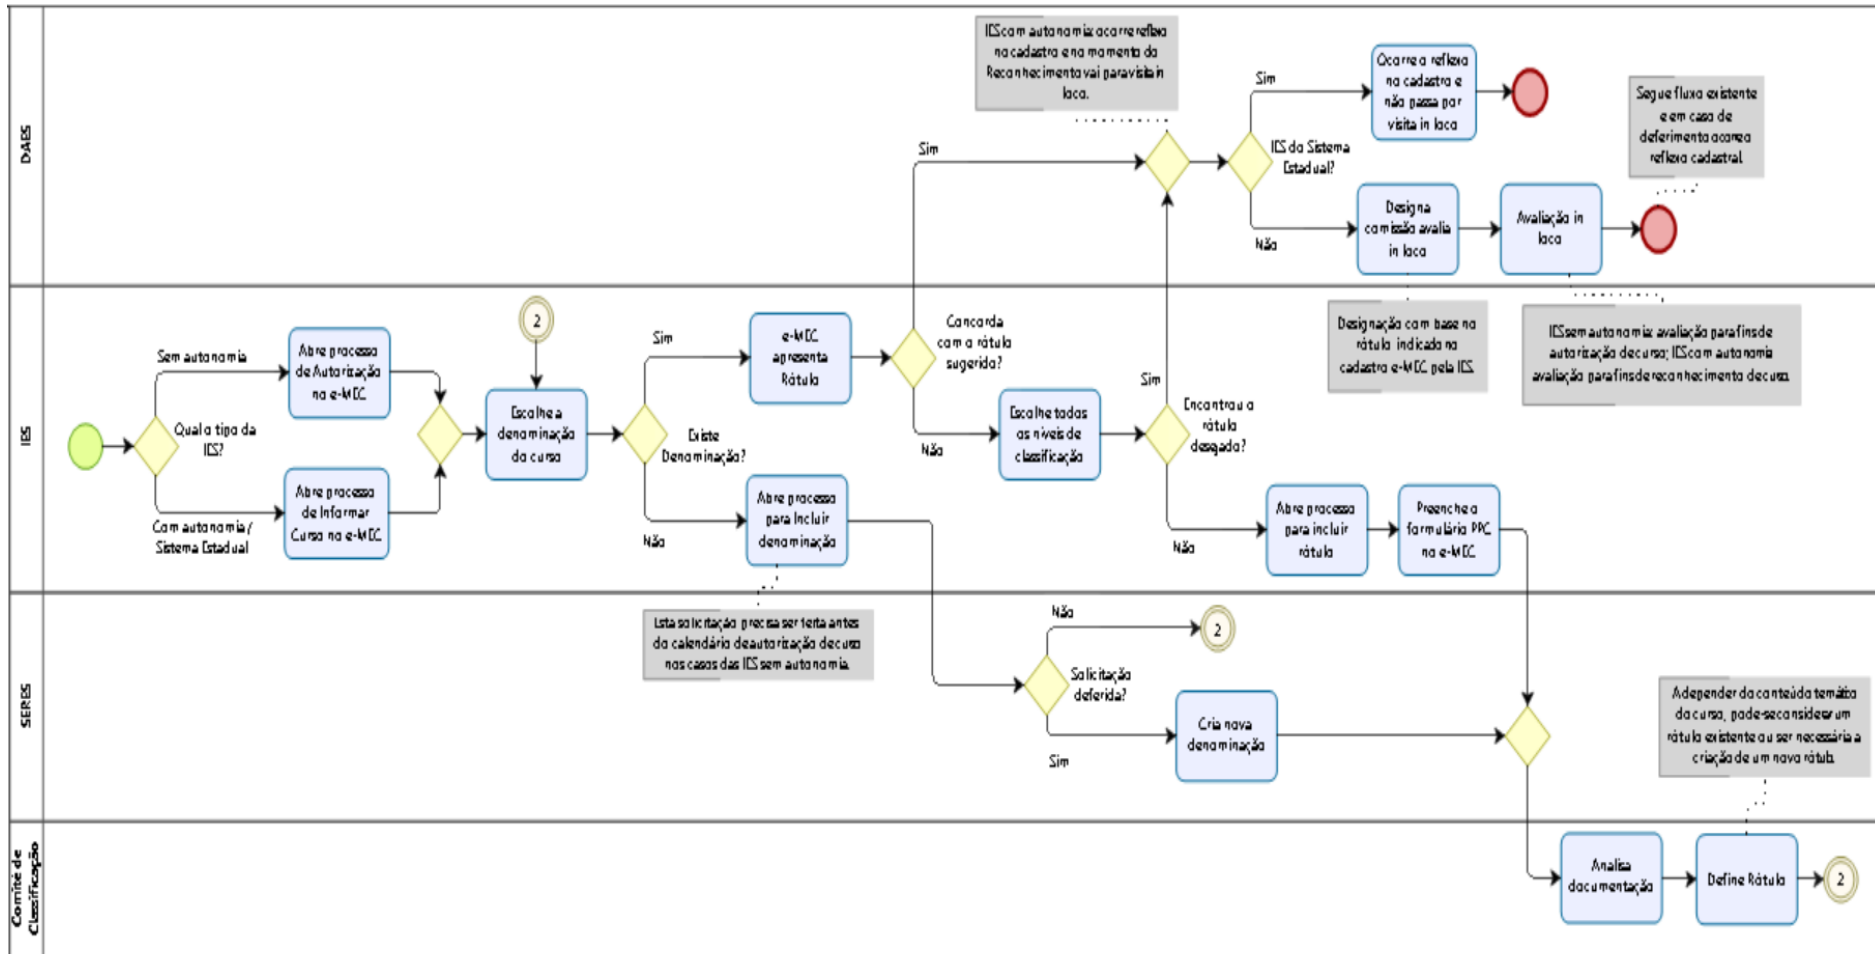 DAES
IES com autonomia: ocorre reflexo
no cadastro e no momento do
Reconhecimento vai para visita in
loco.
Sim
Ocorre o reflexo
no cadastro e
não passa por
visita in loco
Segue fluxo existente
e em caso de
deferimento ocorre o
reflexo cadastral.
Sim
IES do Sistema
Estadual?
Não
Designa
comissão avalia
in loco
Avaliação in
loco
IES
2
Sem autonomia
Abre processo
de Autorização
no e-MEC
Qual o tipo da
IES?
Com autonomia/
Sistema Estadual
Abre processo
de Informar
Curso no e-MEC
Escolhe a
denominação
do curso
Sim
Existe
Denominação?
Não
e-MEC
apresenta
Rótulo
Abre processo
para Incluir
denominação
Concorda
com o rótulo
sugerido?
Não
Escolhe todos
os níveis de
classificação
Sim
Encontrou o
rótulo
desejado?
Não
Designação com base no
rótulo indicado no
cadastro e-MEC pela IES.
IES sem autonomia: avaliação para fins de
autorização de curso; IES com autonomia
avaliação para fins de reconhecimento de curso.
Abre processo
para incluir
rótulo
Preenche o
formulário PPC
no e-MEC
SERES
Esta solicitação precisa ser feita antes
do calendário de autorização de curso
nos casos das IES sem autonomia.
Não
2
Solicitação
deferida?
Sim
Cria nova
denominação
A depender do conteúdo temático
do curso, pode-se considerar um
rótulo existente ou ser necessária a
criação de um novo rótulo.
Comitê de
Classificação
Analisa
documentação
Define Rótulo
2